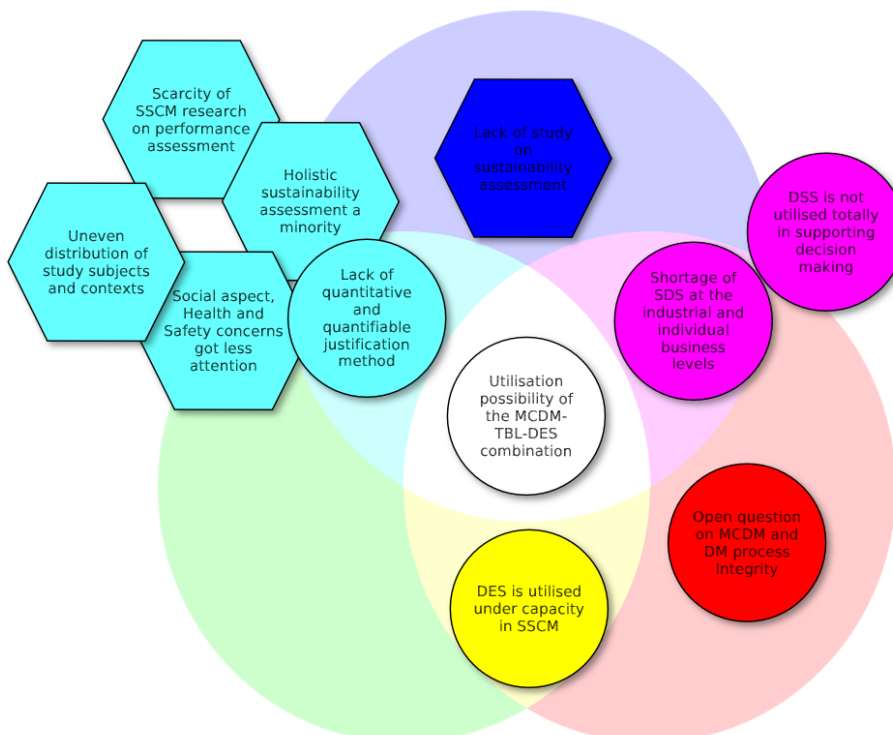 Scarcity of
SSCM research
on performance
assessment
Lack of study
on
sustainability
assessment
Holistic
sustainability
assessment a
minority
DSS is not
utilised totally
in supporting
decision
making
Uneven
distribution of
study subjects
and contexts
Social aspect,
Health and
Safety concerns
got less
attention
Lack of
quantitative
and
quantifiable
justification
method
Shortage of
SDS at the
industrial and
individual
business
levels
Utilisation
possibility of
the MCDM-
TBL-DES
combination
Open question
on MCDM and
DM process
Integrity
DES is utilised
under capacity
in SSCM